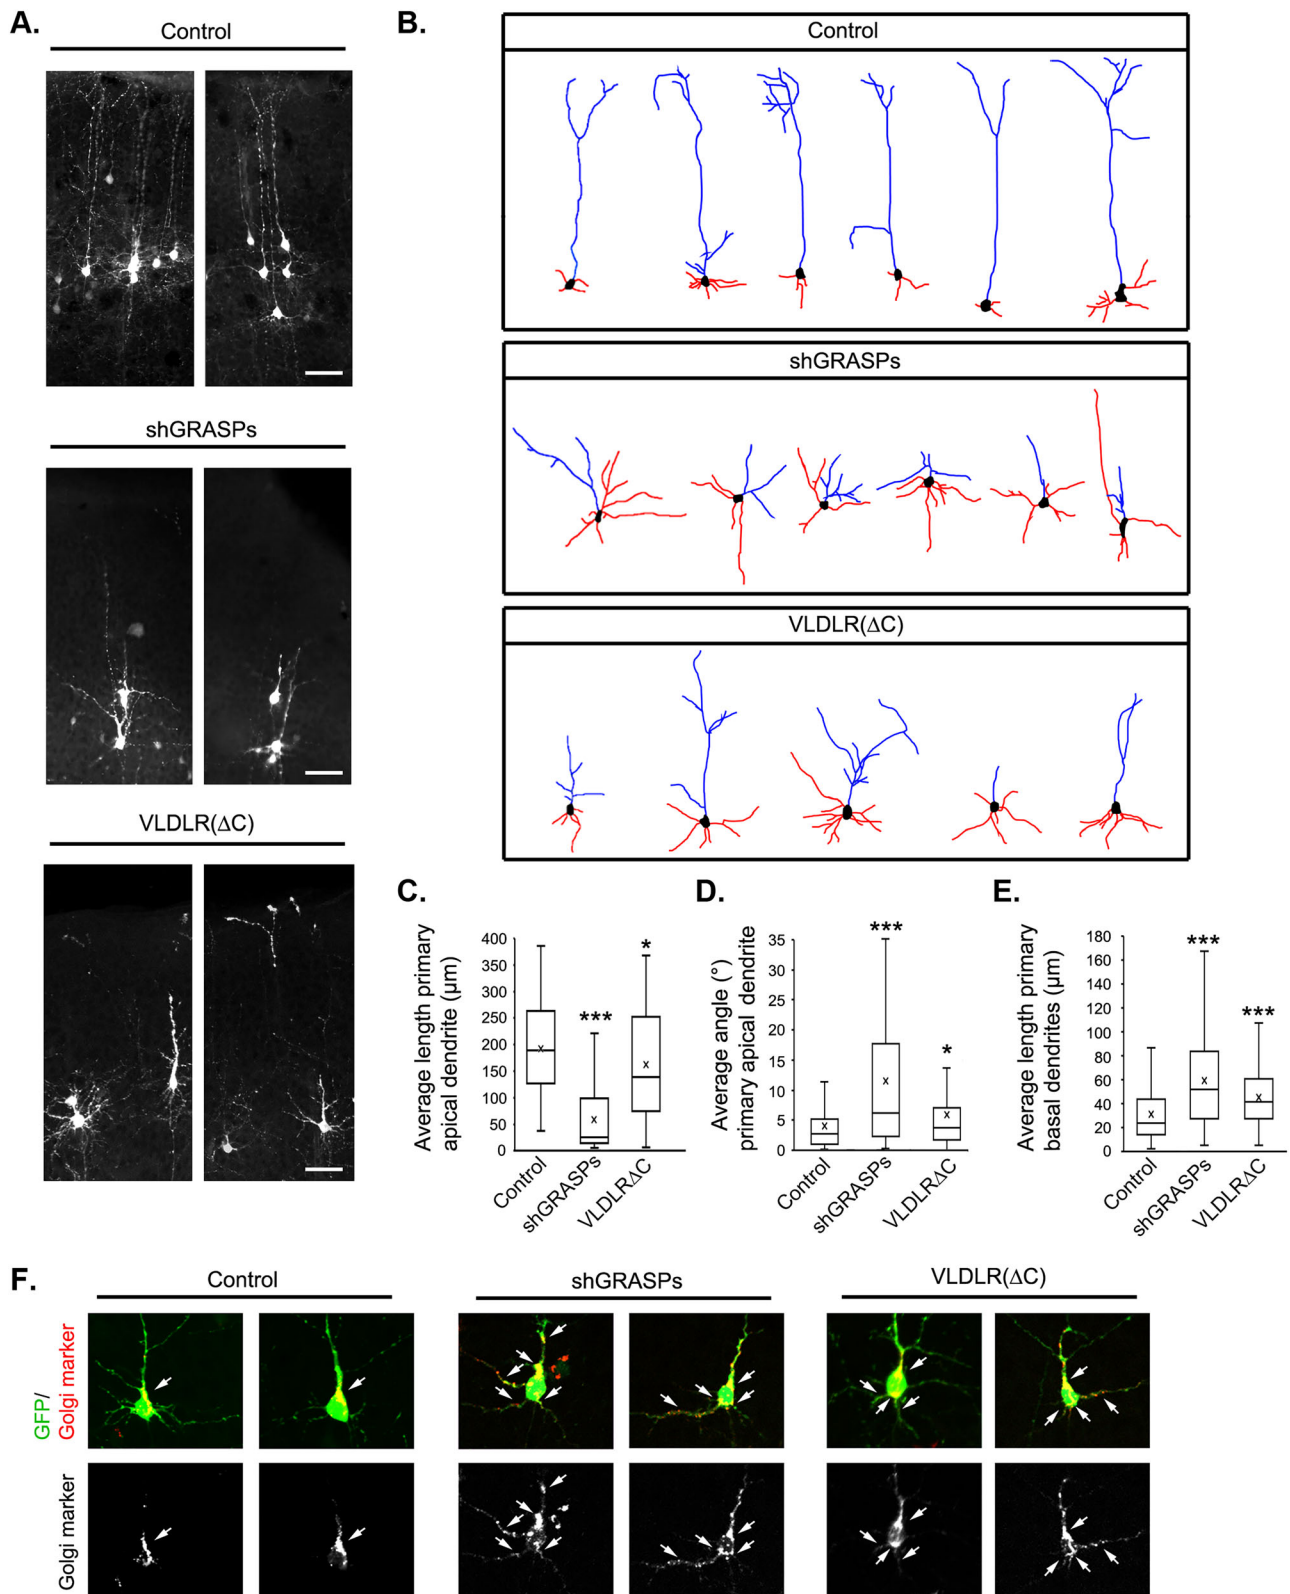 A.
Control
shGRASPs
VLDLR(ΔC)
B.
Control
shGRASPs
VLDLR(ΔC)
C.
Average length primary
apical dendrite (μm)
400
350
300
250
200
150
100
50
0
***
*
x
x
x
Control
shGRASPs
VLDLRΔC
D.
Average angle (°)
primary apical dendrite
35
30
25
20
15
10
5
0
***
*
x
x
x
Control
shGRASPs
VLDLRΔC
E.
Average length primary
basal dendrites (μm)
180
160
140
120
100
80
60
40
20
0
***
***
x
x
x
Control
shGRASPs
VLDLRΔC
F.
Control
shGRASPs
VLDLR(ΔC)
GFP/
Golgi marker
Golgi marker